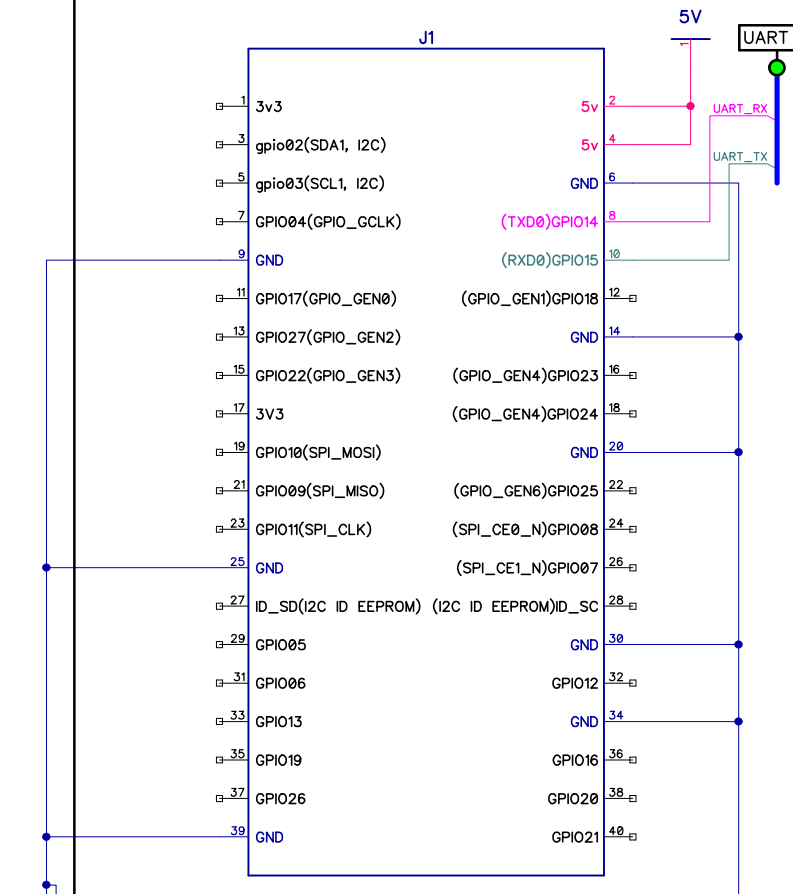 5V
UART
J1
1
1 3v3 5v 2
UART_RX
3 gpio02(SDA1, I2C) 5v 4
UART_TX
5 gpio03(SCL1, I2C) GND 6
7 GPIO04(GPIO_GCLK) (TXD0)GPIO14 8
9 GND (RXD0)GPIO15 10
11 GPIO17(GPIO_GEN0) (GPIO_GEN1)GPIO18 12
13 GPIO27(GPIO_GEN2) GND 14
15 GPIO22(GPIO_GEN3) (GPIO_GEN4)GPIO23 16
17 3V3 (GPIO_GEN4)GPIO24 18
19 GPIO10(SPI_MOSI) GND 20
21 GPIO09(SPI_MISO) (GPIO_GEN6)GPIO25 22
23 GPIO11(SPI_CLK) (SPI_CE0_N)GPIO08 24
25 GND (SPI_CE1_N)GPIO07 26
27 ID_SD(I2C ID EEPROM) (I2C ID EEPROM)ID_SC 28
29 GPIO05 GND 30
31 GPIO06 GPIO12 32
33 GPIO13 GND 34
35 GPIO19 GPIO16 36
37 GPIO26 GPIO20 38
39 GND GPIO21 40